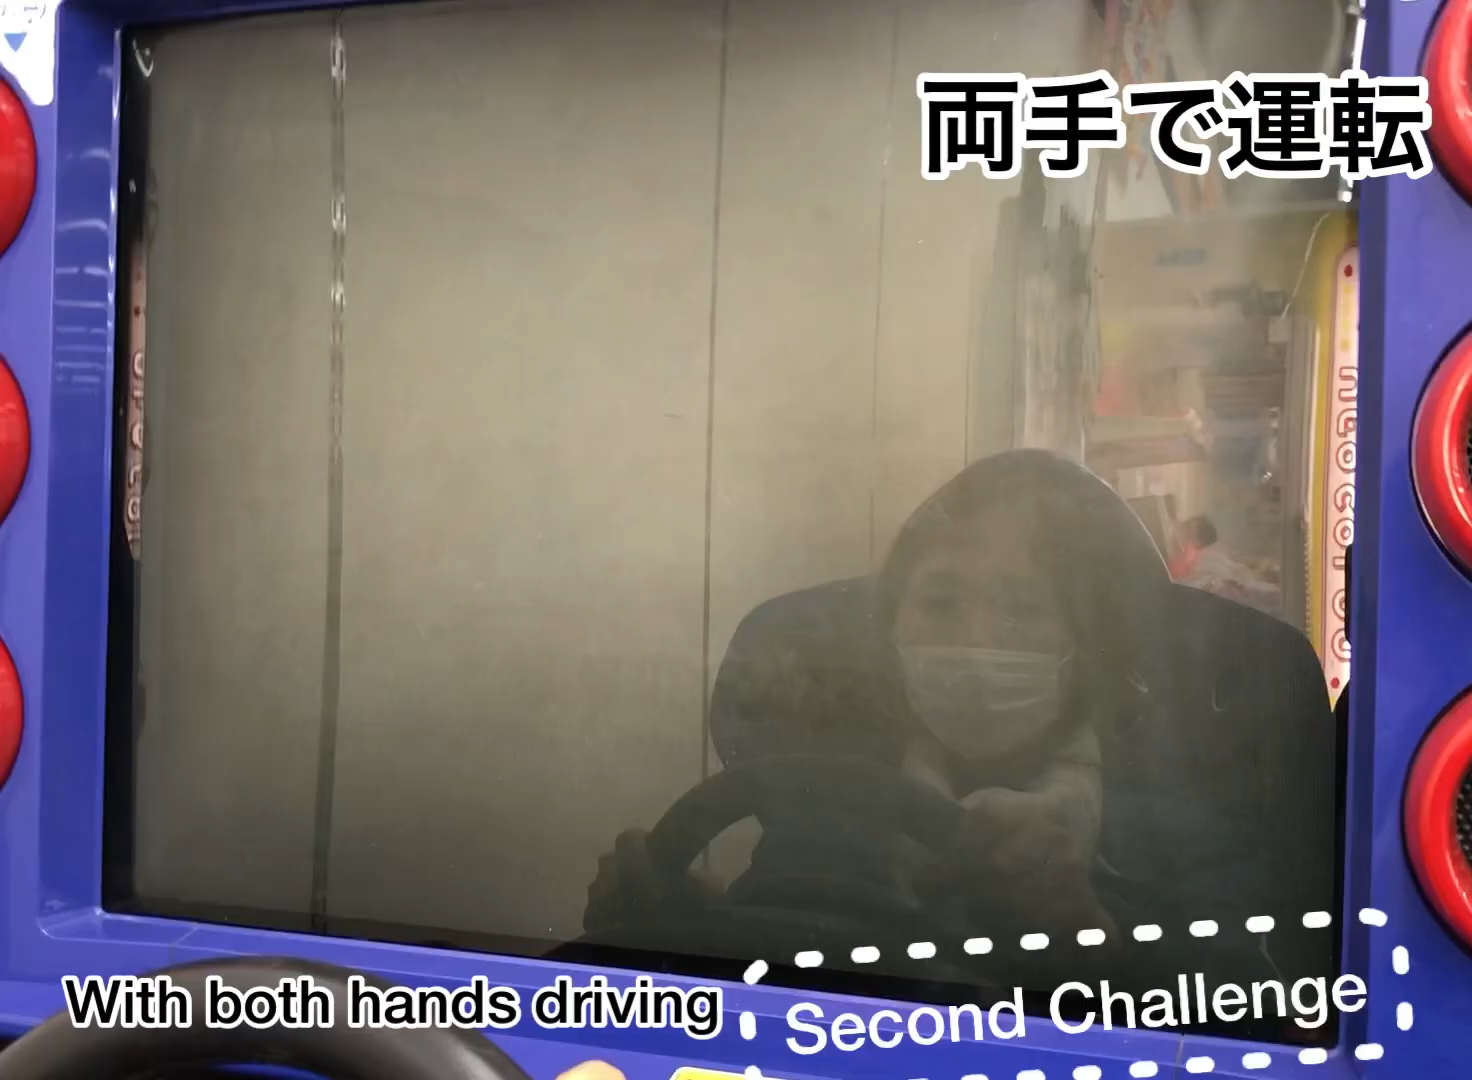 両手で運転
With both hands driving
Second Challenge